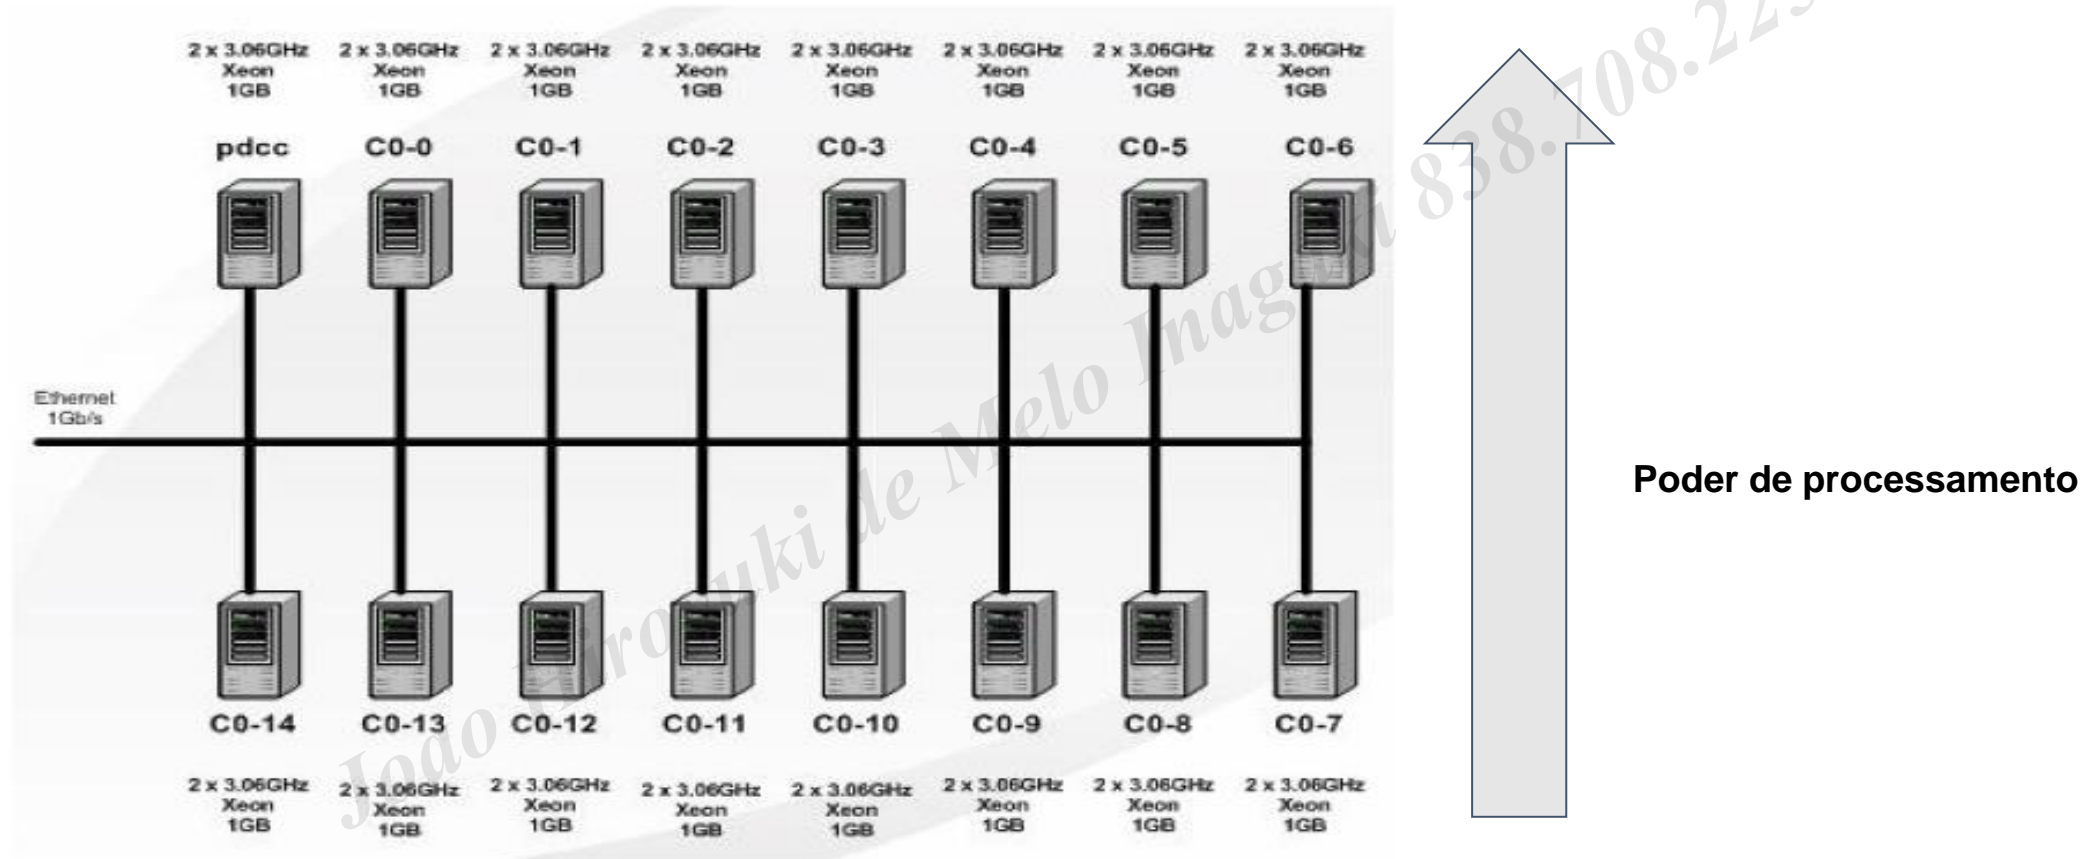 2 x 3.06GHz 2 x 3.06GHz 2 x 3.06GHz 2 x 3.06GHz 2 x 3.06GHz 2 x 3.06GHz 2 x 3.06GHz 2 x 3.06GHz
Xeon Xeon Xeon Xeon Xeon Xeon Xeon Xeon
1GB 1GB 1GB 1GB 1GB 1GB 1GB 1GB
pdcc C0-0 C0-1 C0-2 C0-3 C0-4 C0-5 C0-6
Ethernet
1Gb/s
Poder de processamento
C0-14 C0-13 C0-12 C0-11 C0-10 C0-9 C0-8 C0-7
2 x 3.06GHz 2 x 3.06GHz 2 x 3.06GHz 2 x 3.06GHz 2 x 3.06GHz 2 x 3.06GHz 2 x 3.06GHz 2 x 3.06GHz
Xeon Xeon Xeon Xeon Xeon Xeon Xeon Xeon
1GB 1GB 1GB 1GB 1GB 1GB 1GB 1GB
Joao de Melo 838.708.22